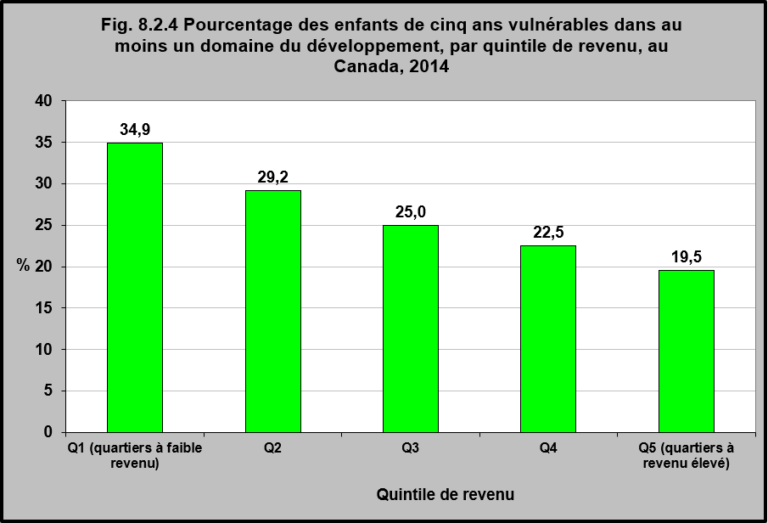 Fig. 8.2.4 Pourcentage des enfants de cinq ans vulnérables dans au
moins un domaine du développement, par quintile de revenu, au
Canada, 2014
40
35
30
25
20
15
10
5
0
%
34,9
29,2
25,0
22,5
19,5
Q1 (quartiers à faible
revenu)
Q2
Q3
Q4
Q5 (quartiers à
revenu élevé)
Quintile de revenu